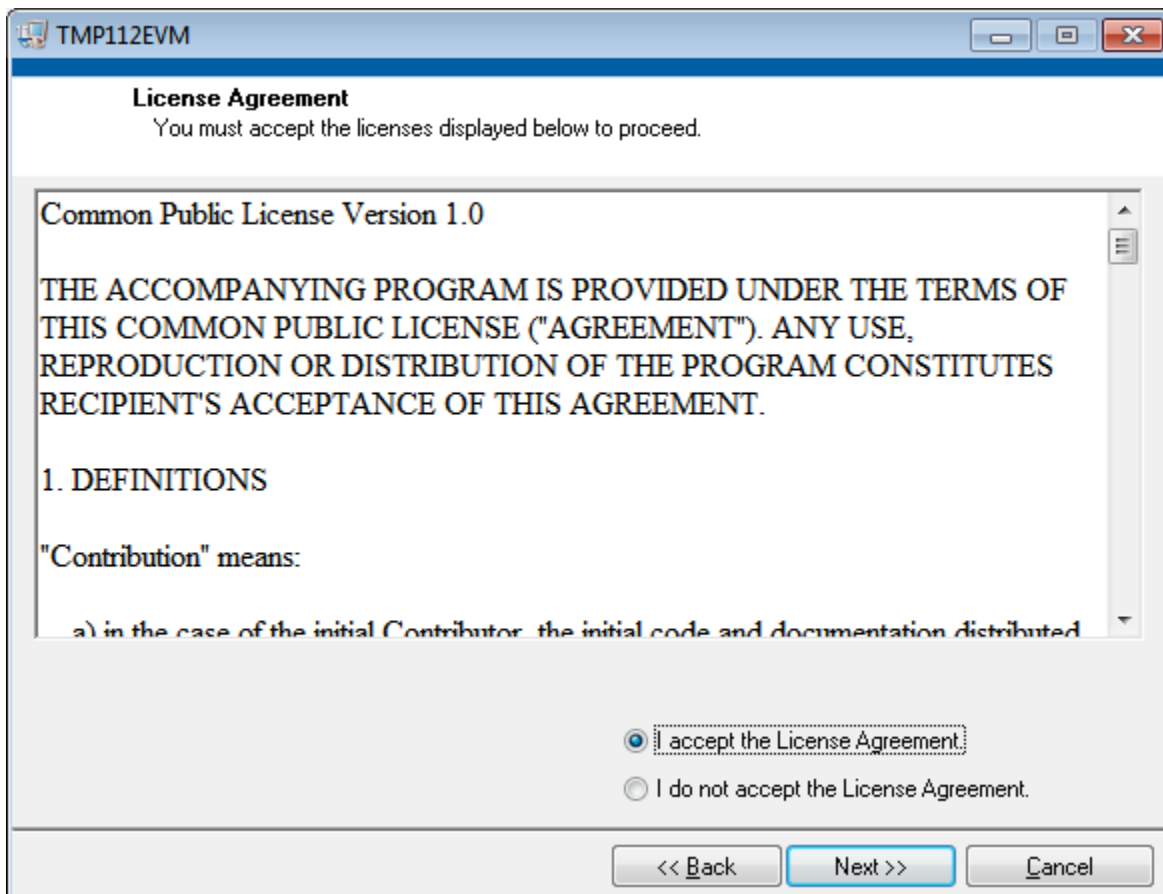 TMP112EVM
License Agreement
You must accept the licenses displayed below to proceed.
Common Public License Version 1.0
THE ACCOMPANYING PROGRAM IS PROVIDED UNDER THE TERMS OF
THIS COMMON PUBLIC LICENSE ("AGREEMENT"). ANY USE,
REPRODUCTION OR DISTRIBUTION OF THE PROGRAM CONSTITUTES
RECIPIENT'S ACCEPTANCE OF THIS AGREEMENT.
1. DEFINITIONS
"Contribution" means:
a) in the case of the initial Contributor, the initial code and documentation distributed
I accept the License Agreement.
I do not accept the License Agreement.
<< Back
Next >>
Cancel